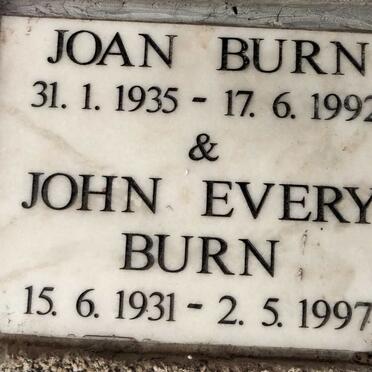 JOAN BURN
31. 1. 1935 - 17. 6. 1992
&
JOHN EVERY
BURN
15. 6. 1931 - 2. 5. 1997